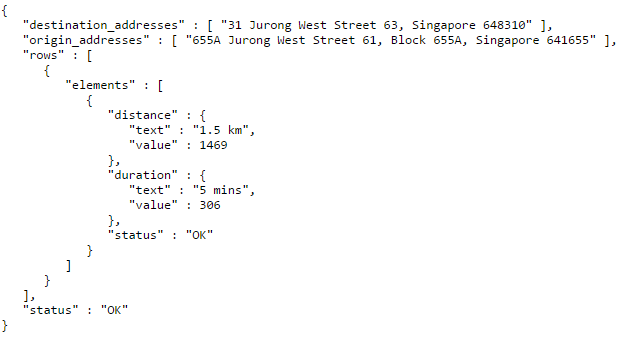 {
   "destination_addresses" : [ "31 Jurong West Street 63, Singapore 648310" ],
   "origin_addresses" : [ "655A Jurong West Street 61, Block 655A, Singapore 641655" ],
   "rows" : [
      {
         "elements" : [
            {
               "distance" : {
                  "text" : "1.5 km",
                  "value" : 1469
               },
               "duration" : {
                  "text" : "5 mins",
                  "value" : 306
               },
               "status" : "OK"
            }
         ]
      }
   ],
   "status" : "OK"
}